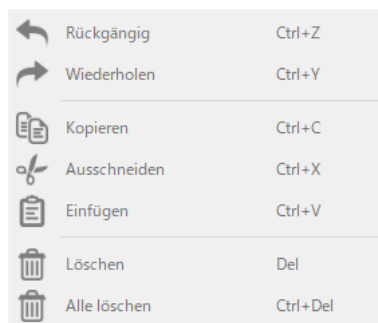 Rückgängig Ctrl+Z
Wiederholen Ctrl+Y
Kopieren Ctrl+C
Ausschneiden Ctrl+X
Einfügen Ctrl+V
Löschen Del
Alle löschen Ctrl+Del